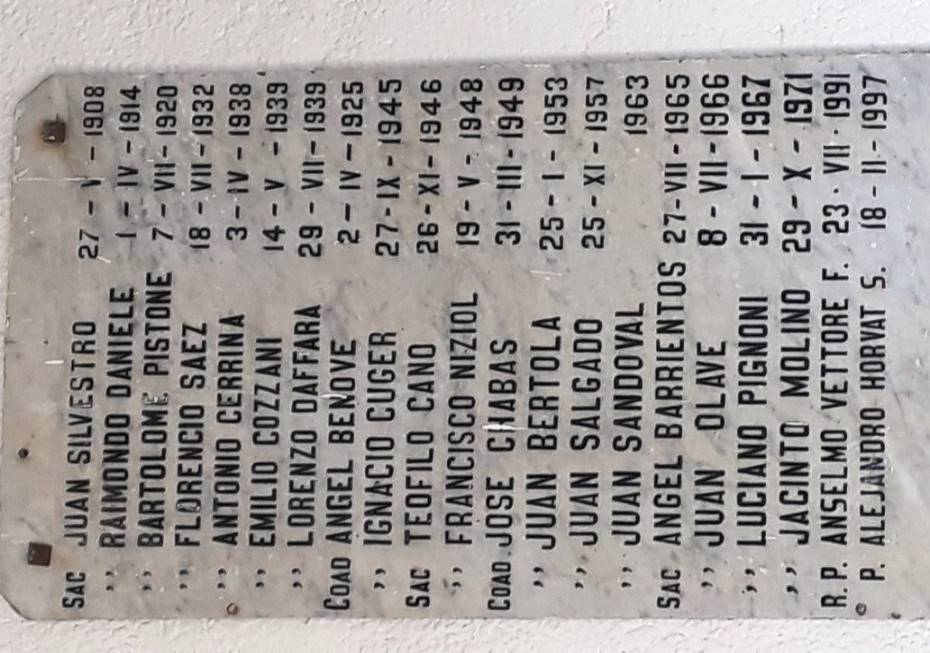 SAC JUAN SILVESTRO 27 - V - 1908
,, RAIMONDO DANIELE 1 - IV - 1914
,, BARTOLOME PISTONE 7 - VII - 1920
,, FLORENCIO SAEZ 18 - VII - 1932
,, ANTONIO CERRINA 3 - IV - 1938
,, EMILIO COZZANI 14 - V - 1939
,, LORENZO DAFFARA 29 - VII - 1939
COAD ANGEL BENOVE 2 - IV - 1925
,, IGNACIO CUGER 27 - IX - 1945
SAC TEOFILO CANO 26 - XI - 1946
,, FRANCISCO NIZIOL 19 - V - 1948
COAD. JOSE CIABAS 31 - III - 1949
,, JUAN BERTOLA 25 - I - 1953
,, JUAN SALGADO 25 - XI - 1957
,, JUAN SANDOVAL 1963
SAC ANGEL BARRIENTOS 27 - VII - 1965
,, JUAN OLAVE 8 - VII - 1966
,, LUCIANO PIGNONI 31 - I - 1967
,, JACINTO MOLINO 29 - X - 1971
R. P. ANSELMO VETTORE F. 23 · VII · 1991
P. ALEJANDRO HORVAT S. 18 - II - 1997